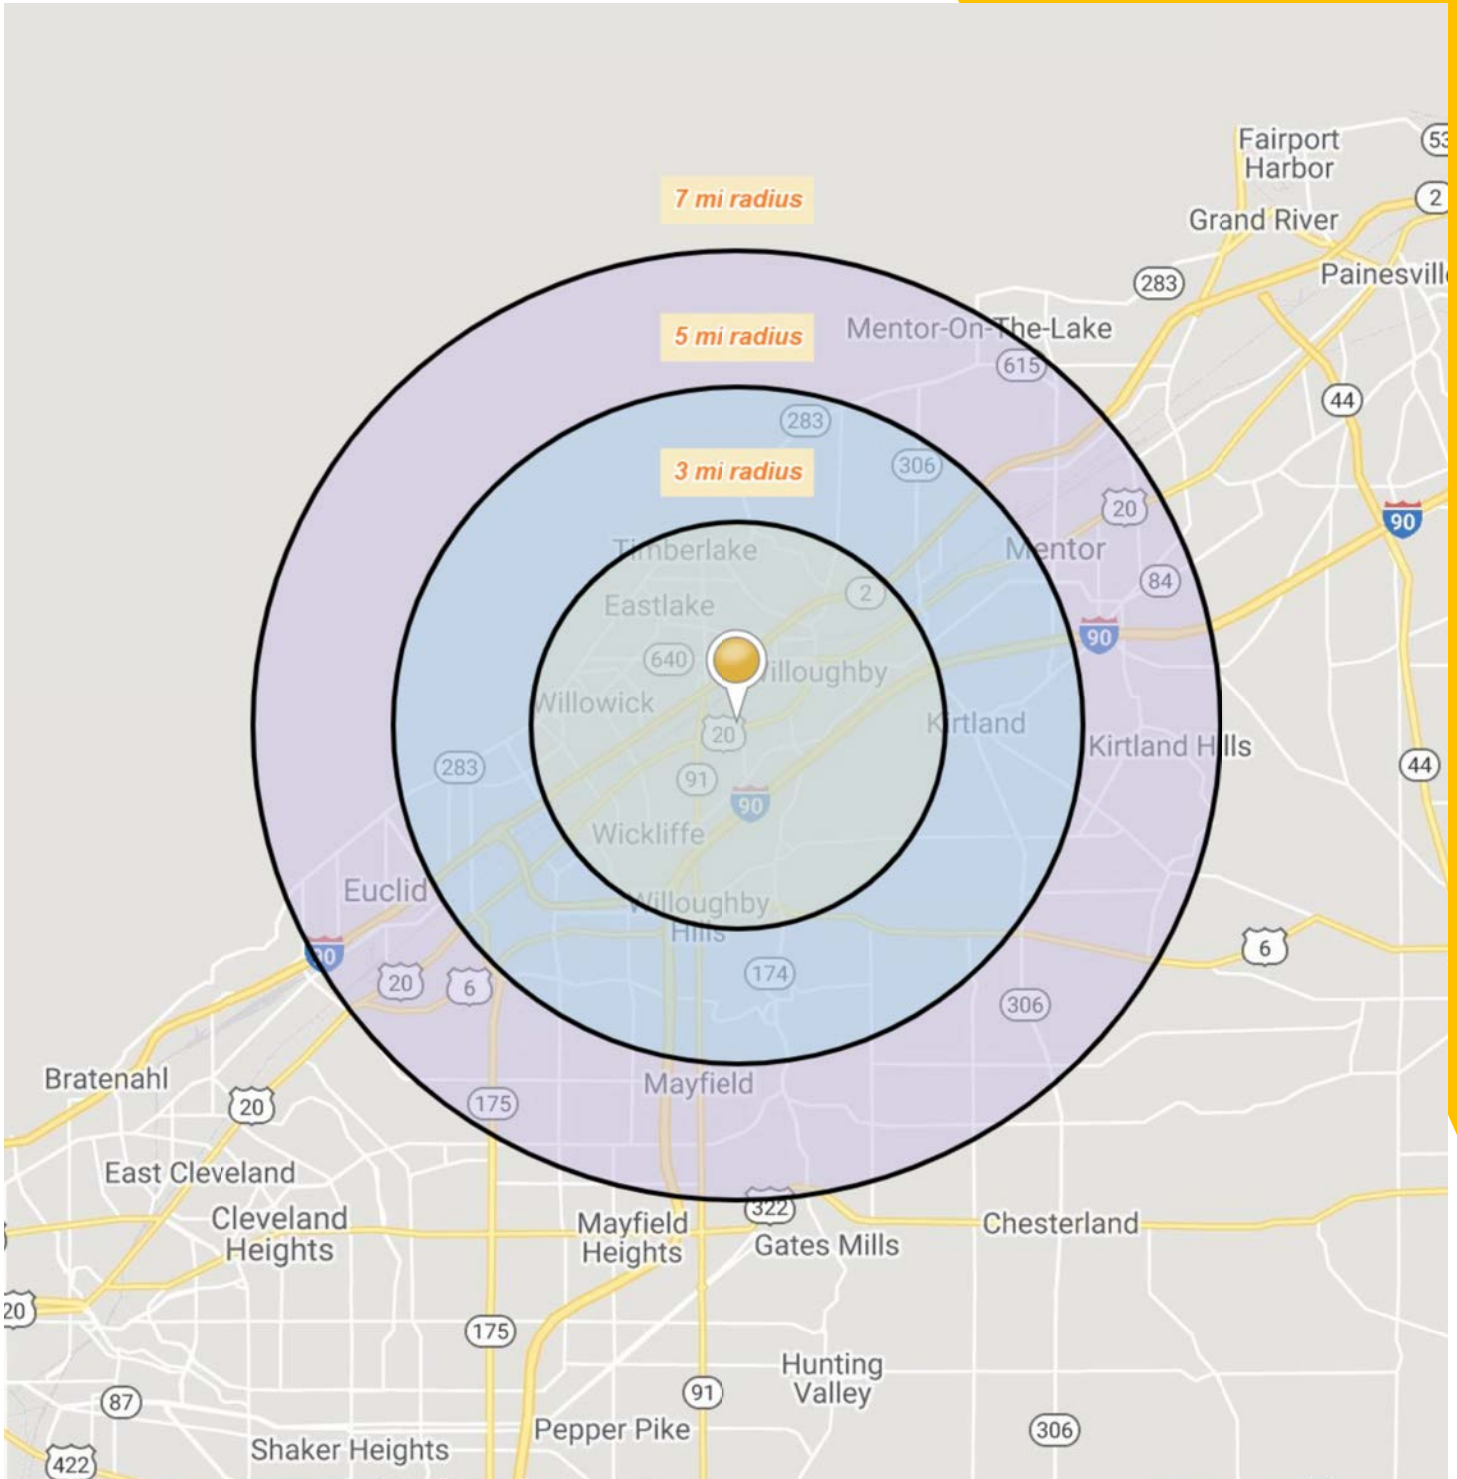 Fairport
Harbor
53
2
7 mi radius
Grand River
283
Painesville
5 mi radius
Mentor-On-The-Lake
615
44
283
3 mi radius
306
20
90
Timberlake
Mentor
84
2
Eastlake
90
640
Willoughby
Willowick
Kirtland
20
Kirtland Hills
283
44
91
90
Wickliffe
Euclid
Willoughby
Hills
90
6
20
6
174
306
Bratenahl
Mayfield
20
175
East Cleveland
322
Cleveland
Heights
Mayfield
Heights
Chesterland
Gates Mills
20
175
Hunting
Valley
91
87
Pepper Pike
306
Shaker Heights
422